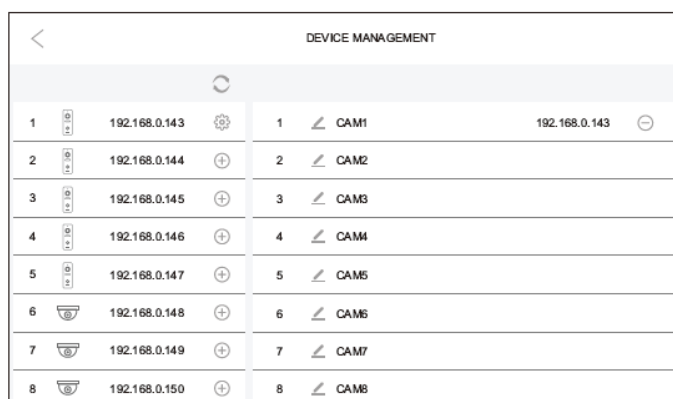 DEVICE MANAGEMENT
1 192.168.0.143 1 CAM1 192.168.0.143
2 192.168.0.144 2 CAM2
3 192.168.0.145 3 CAM3
4 192.168.0.146 4 CAM4
5 192.168.0.147 5 CAM5
6 192.168.0.148 6 CAM6
7 192.168.0.149 7 CAM7
8 192.168.0.150 8 CAM8